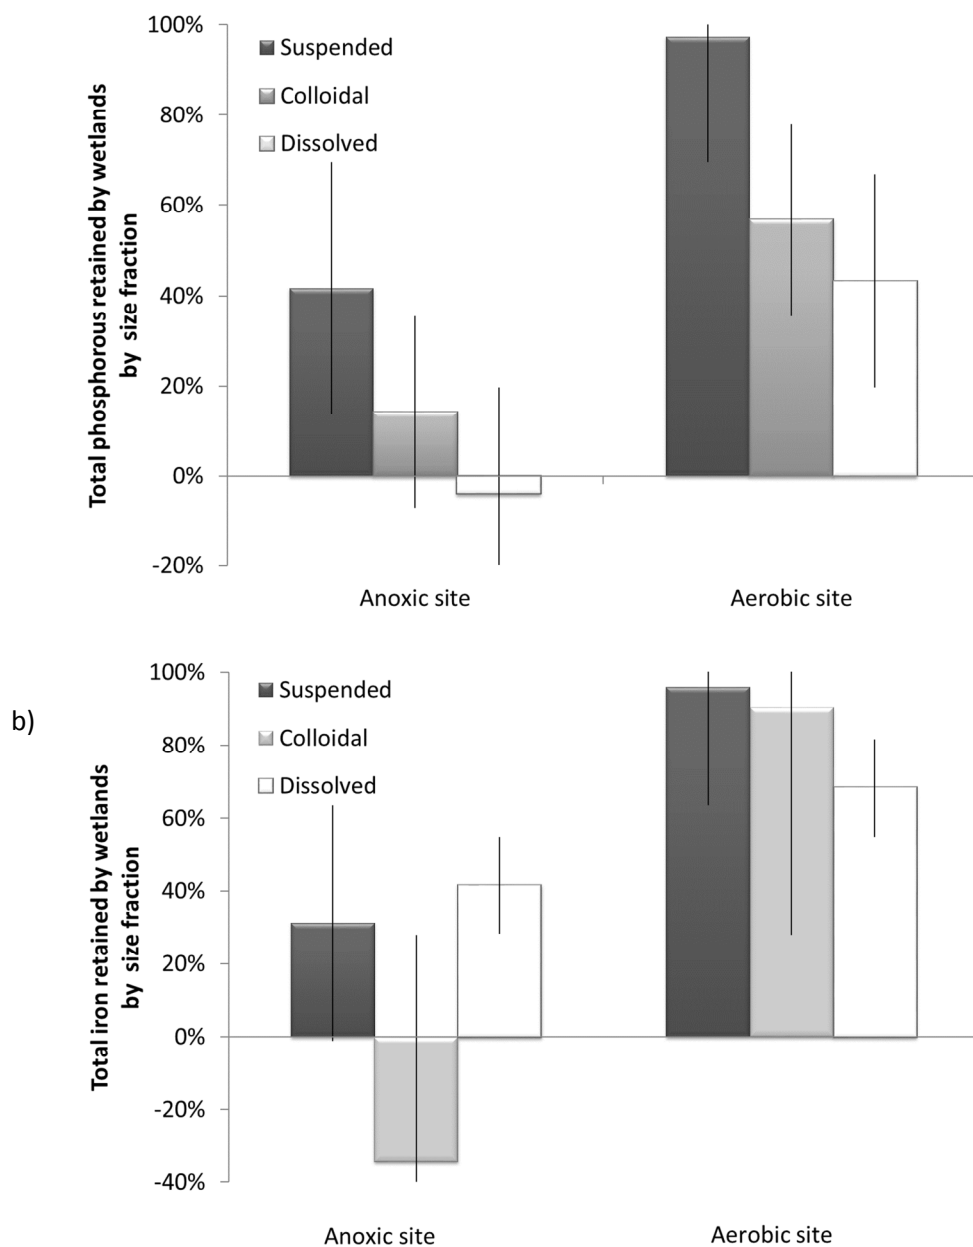 100%
80%
60%
40%
20%
0%
-20%
Total phosphorous retained by wetlands
by size fraction
Suspended
Colloidal
Dissolved
Anoxic site
Aerobic site
b)
100%
80%
60%
40%
20%
0%
-20%
-40%
Total iron retained by wetlands
by size fraction
Suspended
Colloidal
Dissolved
Anoxic site
Aerobic site